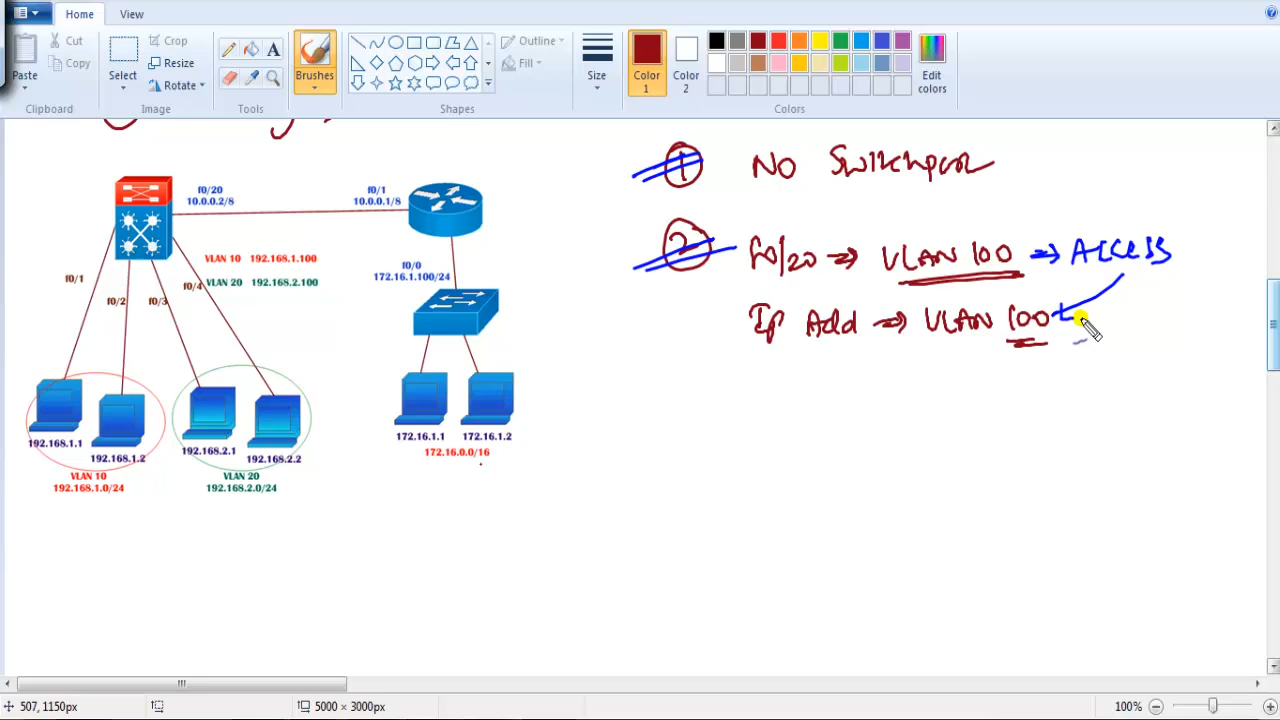 Home View
Cut
Copy
Paste
Clipboard
Select
Crop
Resize
Rotate
Image
Tools
A
Brushes
Outline
Fill
Shapes
Size
Color 1
Color 2
Edit colors
Colors
1 No Switchport
2 f0/20 ⇒ VLAN 100 ⇒ Access
Ip Add ⇒ VLAN 100
f0/20
10.0.0.2/8
f0/1
10.0.0.1/8
VLAN 10 192.168.1.100
VLAN 20 192.168.2.100
f0/0
172.16.1.100/24
f0/1
f0/2
f0/3
f0/4
192.168.1.1
192.168.1.2
192.168.2.1
192.168.2.2
172.16.1.1
172.16.1.2
172.16.0.0/16
VLAN 10
192.168.1.0/24
VLAN 20
192.168.2.0/24
507, 1150px
5000 × 3000px
100%